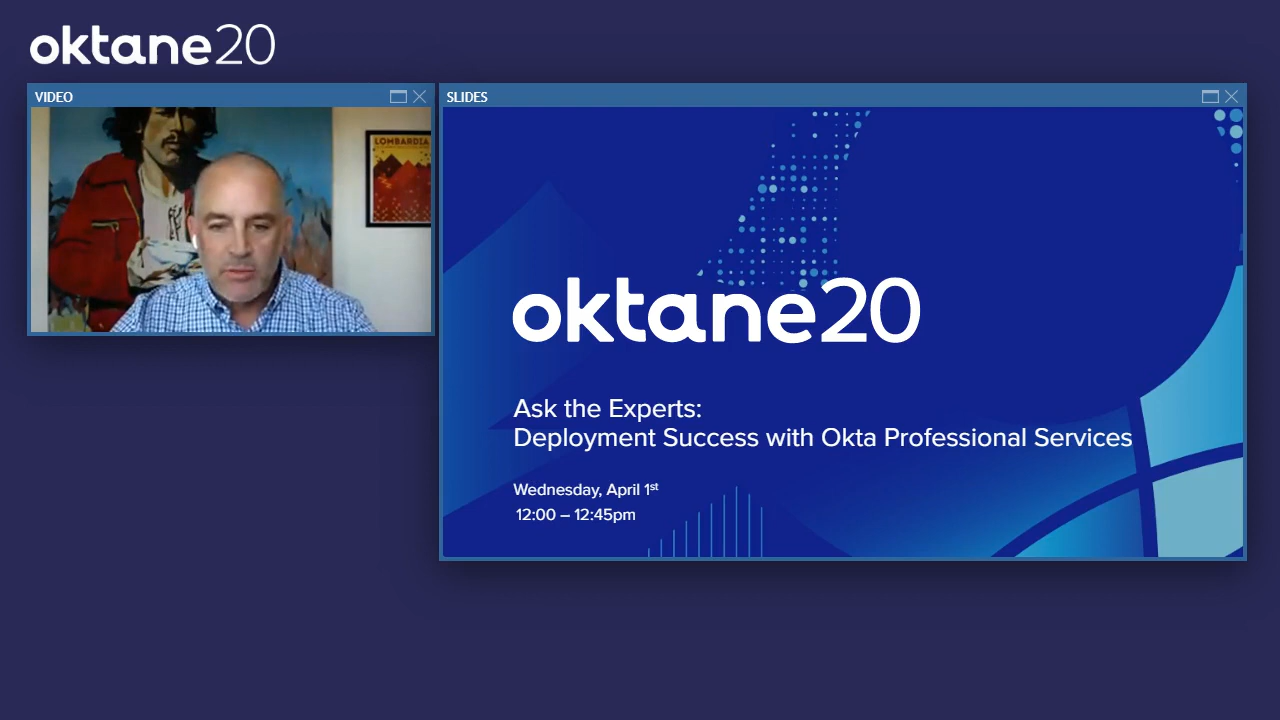 oktane20
VIDEO
SLIDES
LOMBARDIA
oktane20
Ask the Experts:
Deployment Success with Okta Professional Services
Wednesday, April 1st
12:00 – 12:45pm